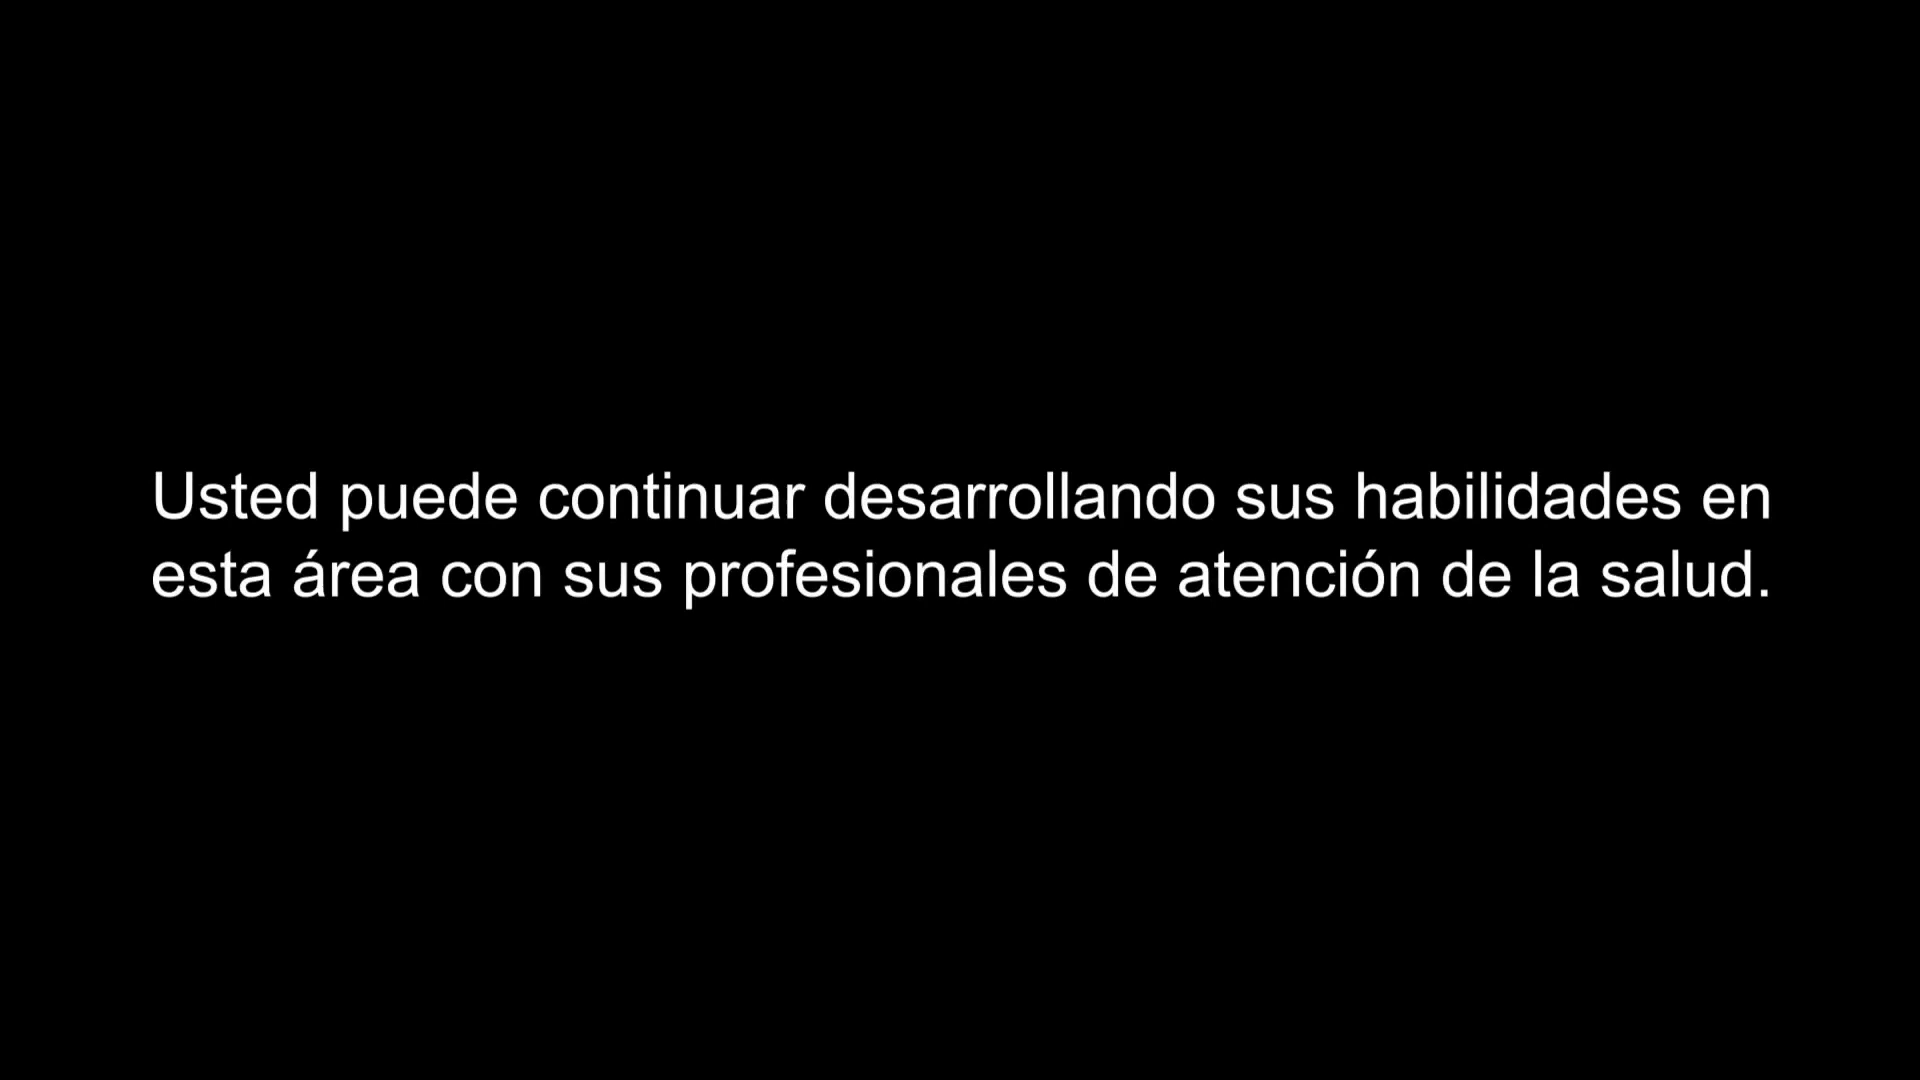 Usted puede continuar desarrollando sus habilidades en
esta área con sus profesionales de atención de la salud.